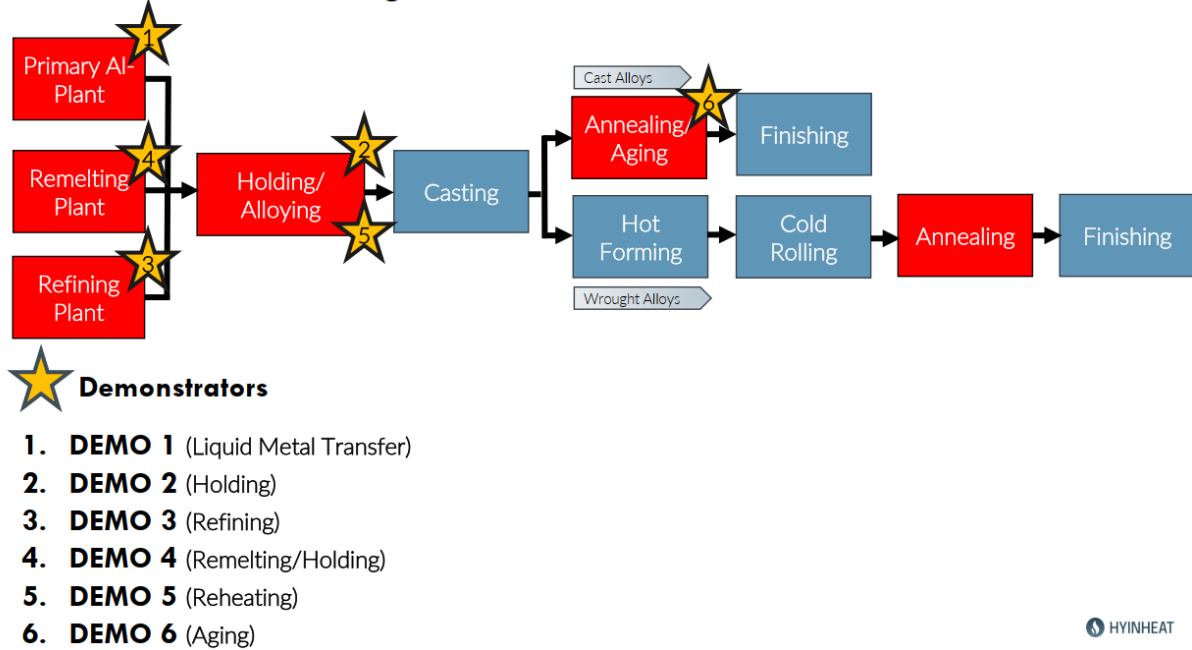 1
Primary Al-
Plant
4
Remelting
Plant
3
Refining
Plant
2
Holding/
Alloying
5
Casting
Cast Alloys
6
Annealing/
Aging
Finishing
Hot
Forming
Cold
Rolling
Annealing
Finishing
Wrought Alloys
Demonstrators
1. DEMO 1 (Liquid Metal Transfer)
2. DEMO 2 (Holding)
3. DEMO 3 (Refining)
4. DEMO 4 (Remelting/Holding)
5. DEMO 5 (Reheating)
6. DEMO 6 (Aging)
HYINHEAT